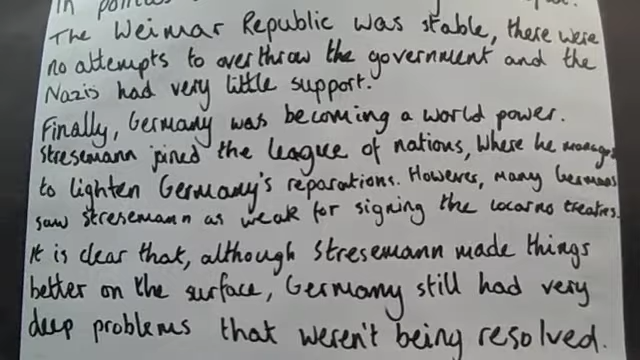 In politics
The Weimar Republic was stable, there were
no attempts to overthrow the government and the
Nazis had very little support.
Finally, Germany was becoming a world power.
Stresemann joined the league of nations, where he managed
to lighten Germany's reparations. However, many Germans
saw Stresemann as weak for signing the Locarno treaties.
It is clear that, although Stresemann made things
better on the surface, Germany still had very
deep problems that weren't being resolved.